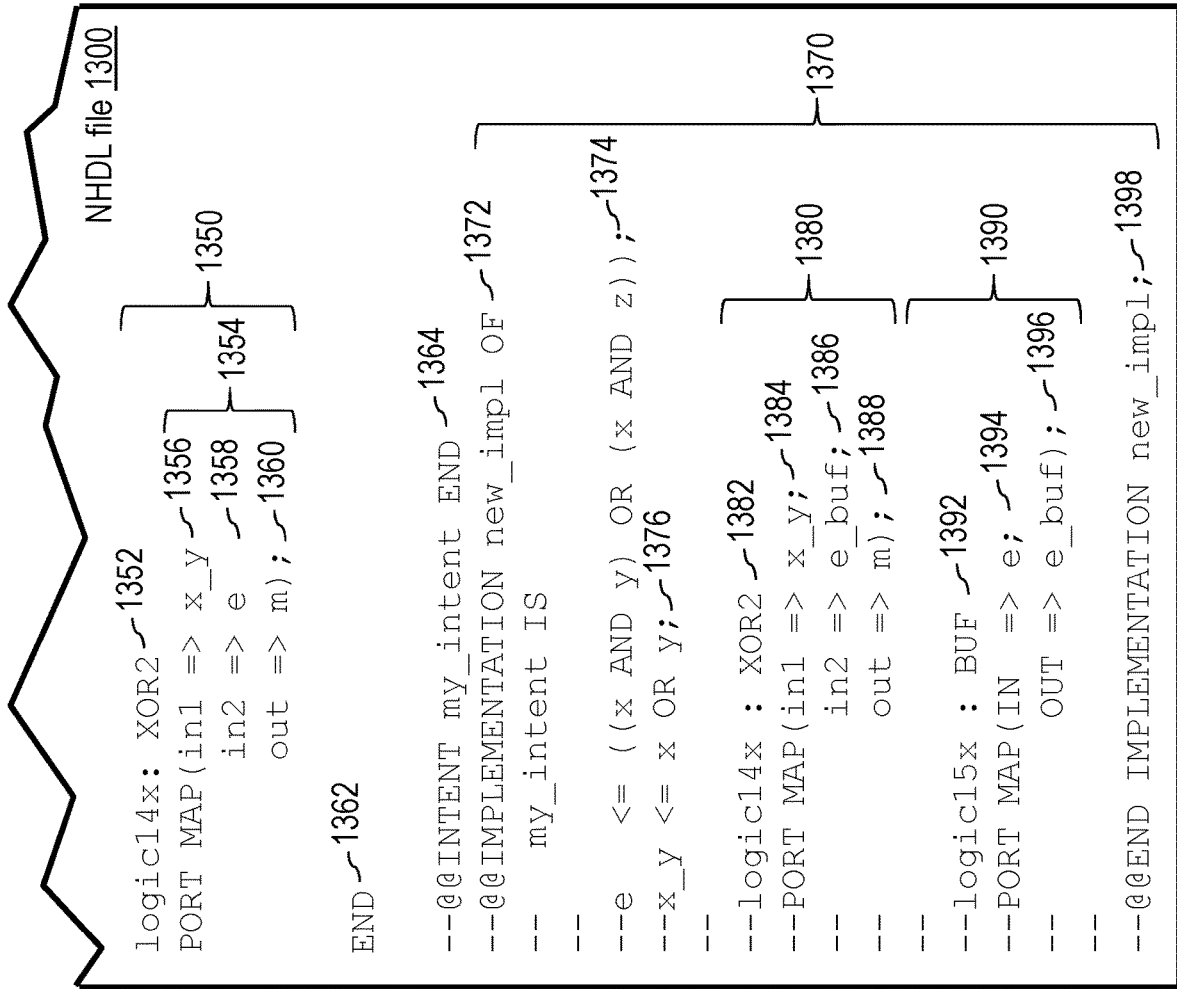 NHDL file 1300
logic14x: XOR2 1352
PORT MAP(in1 => x_y 1356
in2 => e 1358 1354 1350
out => m); 1360
END 1362
--@@INTENT my_intent END 1364
--@@IMPLEMENTATION new_impl OF 1372
-- my_intent IS
--
--e <= ((x AND y) OR (x AND z)); 1374
--x_y <= x OR y; 1376
--
--logic14x : XOR2 1382
--PORT MAP(in1 => x_y; 1384
-- in2 => e_buf; 1386 1380 1370
-- out => m); 1388
--
--logic15x : BUF 1392
--PORT MAP(IN => e; 1394
-- OUT => e_buf); 1396 1390
--
--@@END IMPLEMENTATION new_impl; 1398